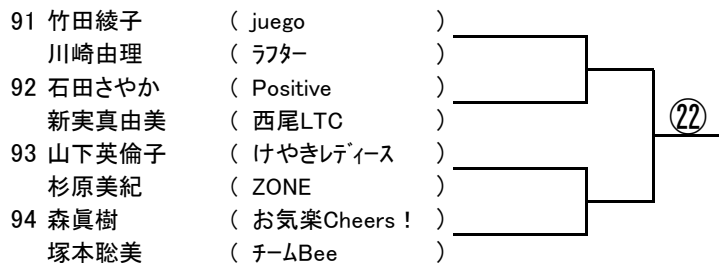 91 竹田綾子 ( juego )
川崎由理 ( ラフター )
92 石田さやか ( Positive )
新実真由美 ( 西尾LTC )
㉒
93 山下英倫子 ( けやきレディース )
杉原美紀 ( ZONE )
94 森眞樹 ( お気楽Cheers！ )
塚本聡美 ( チームBee )